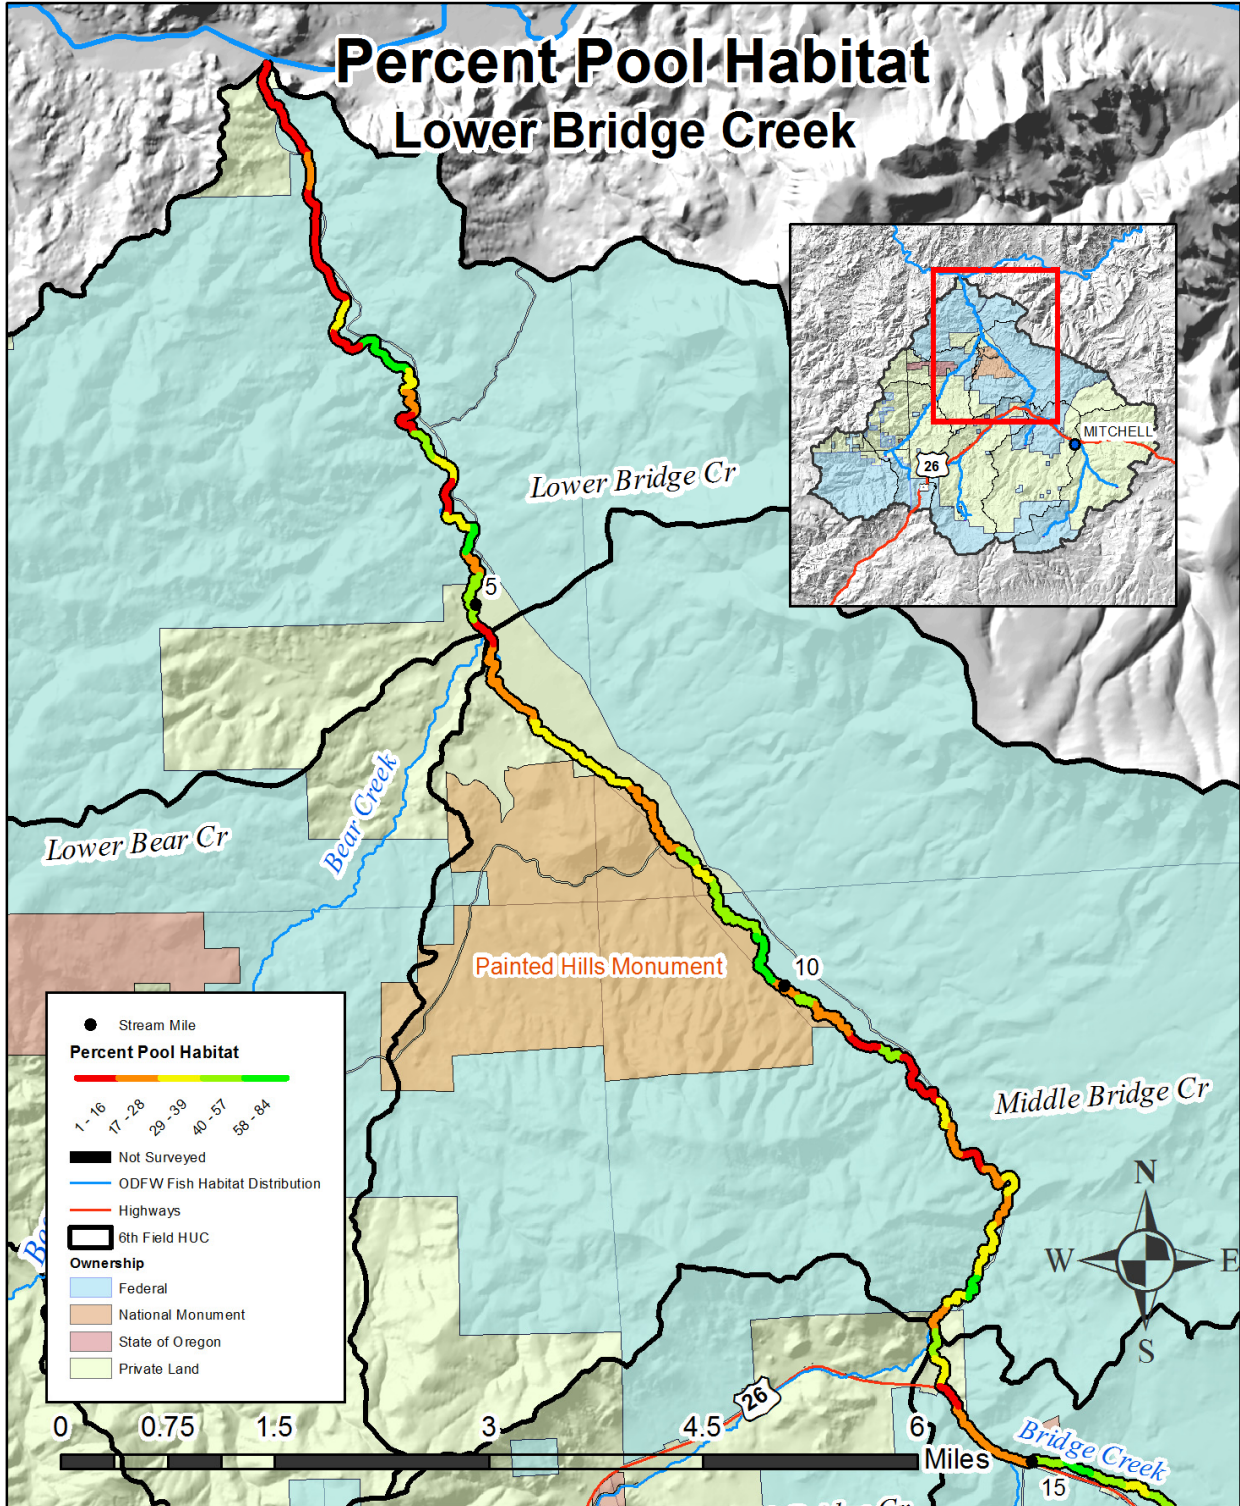 Percent Pool Habitat
Lower Bridge Creek
MITCHELL
26
Lower Bridge Cr
5
Bear Creek
Lower Bear Cr
Painted Hills Monument
10
Middle Bridge Cr
Stream Mile
Percent Pool Habitat
1 - 16
17 - 28
29 - 39
40 - 57
58 - 84
Not Surveyed
ODFW Fish Habitat Distribution
Highways
6th Field HUC
Ownership
Federal
National Monument
State of Oregon
Private Land
N
W
E
S
26
0 0.75 1.5 3 4.5 6
Miles
Bridge Creek
15
Cr